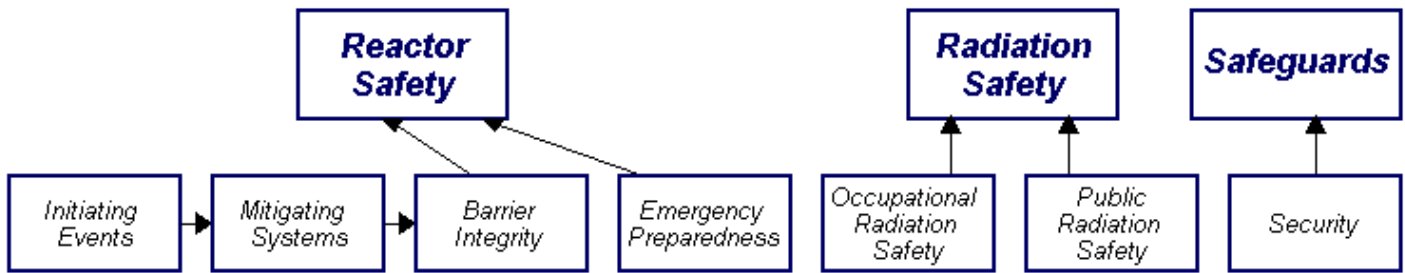 Reactor
Safety
Radiation
Safety
Safeguards
Initiating
Events
Mitigating
Systems
Barrier
Integrity
Emergency
Preparedness
Occupational
Radiation
Safety
Public
Radiation
Safety
Security